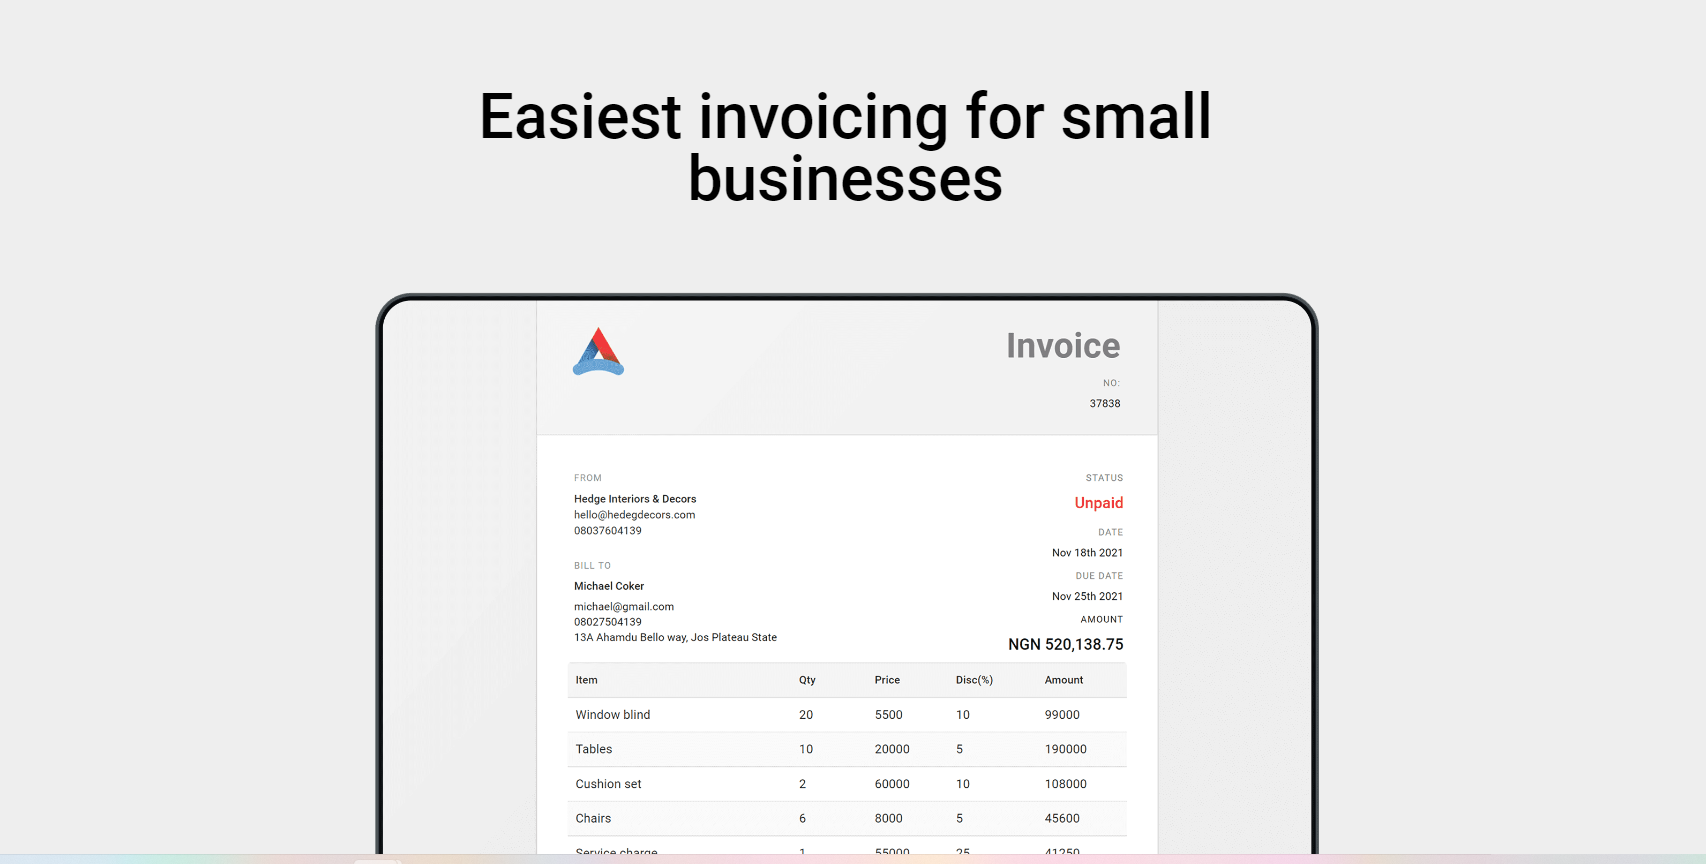 Easiest invoicing for small
businesses
Invoice
NO:
37838
FROM
Hedge Interiors & Decors
hello@hedegdecors.com
08037604139
BILL TO
Michael Coker
michael@gmail.com
08027504139
13A Ahamdu Bello way, Jos Plateau State
STATUS
Unpaid
DATE
Nov 18th 2021
DUE DATE
Nov 25th 2021
AMOUNT
NGN 520,138.75
Item Qty Price Disc(%) Amount
Window blind 20 5500 10 99000
Tables 10 20000 5 190000
Cushion set 2 60000 10 108000
Chairs 6 8000 5 45600
Service charge 1 55000 25 41250